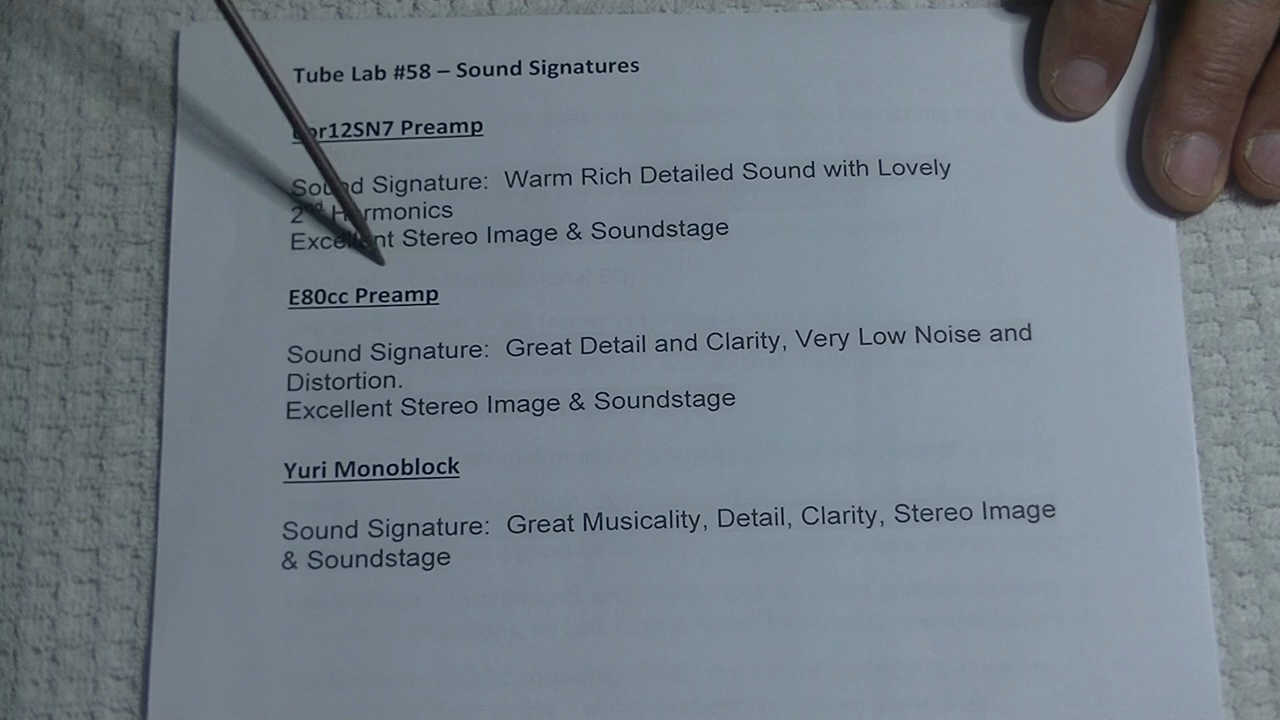 Tube Lab #58 – Sound Signatures
Preamp
Sound Signature: Warm Rich Detailed Sound with Lovely
2nd Harmonics
Excellent Stereo Image & Soundstage
E80cc Preamp
Sound Signature: Great Detail and Clarity, Very Low Noise and
Distortion.
Excellent Stereo Image & Soundstage
Yuri Monoblock
Sound Signature: Great Musicality, Detail, Clarity, Stereo Image
& Soundstage